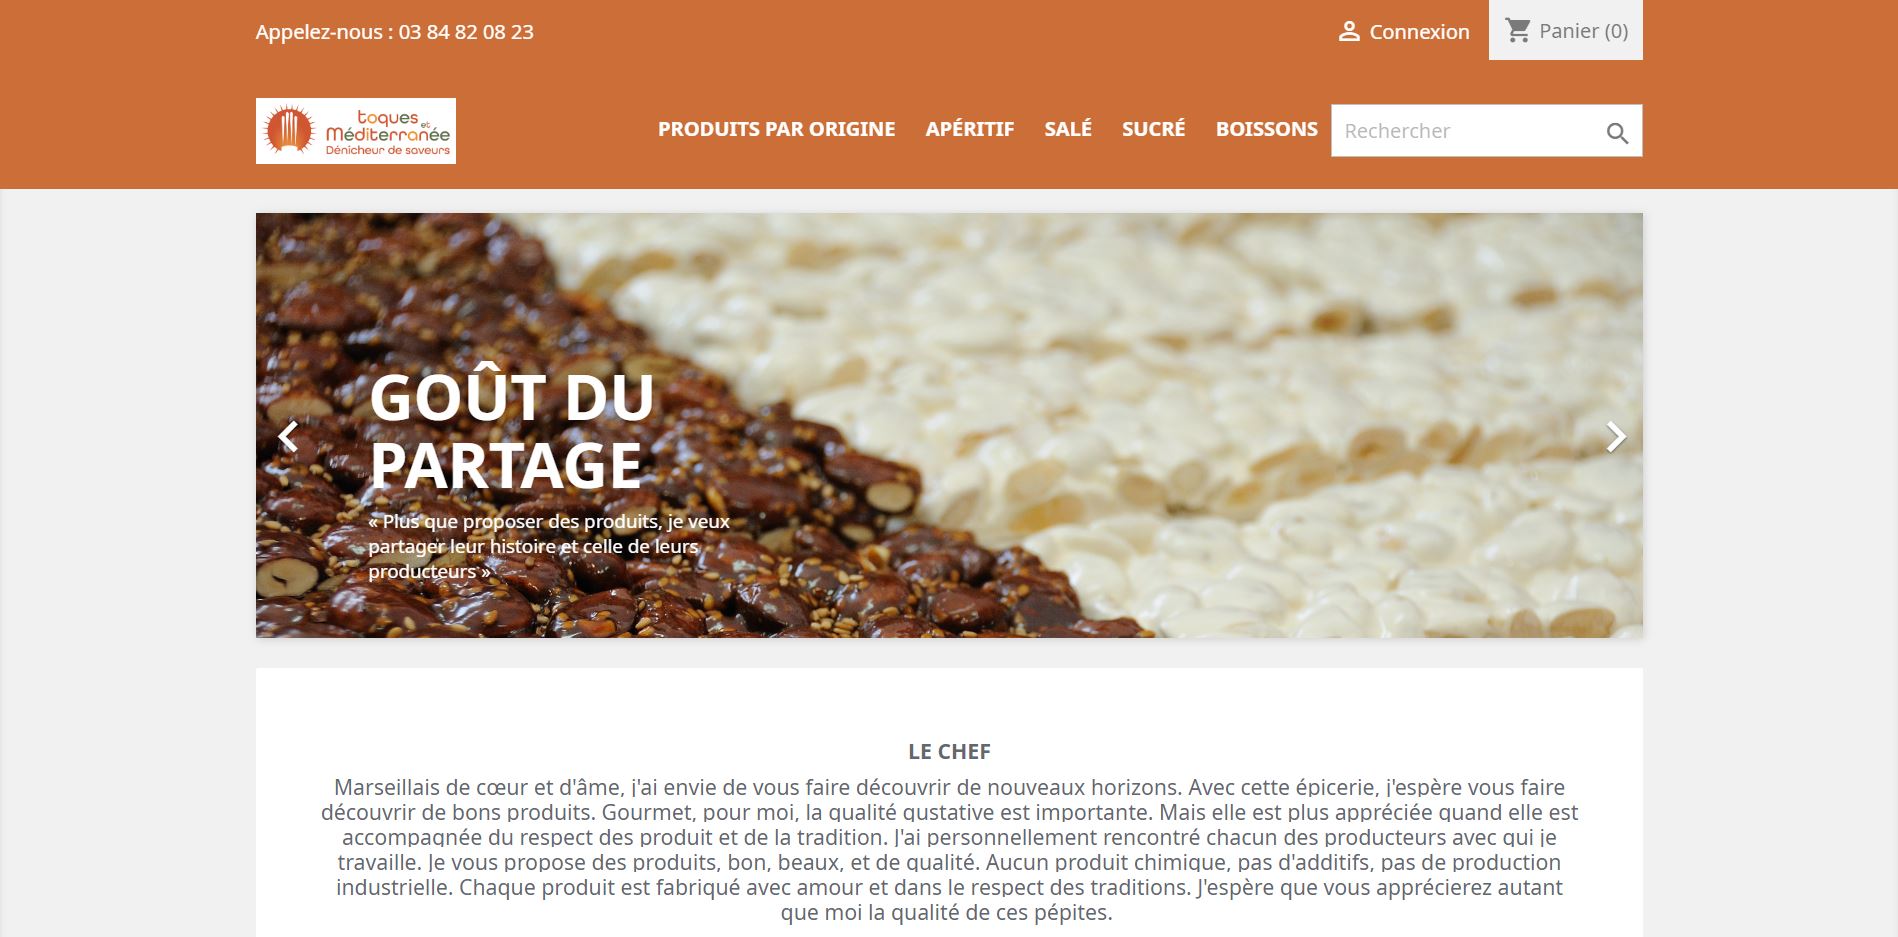 Appelez-nous : 03 84 82 08 23
Connexion
Panier (0)
toques et
Méditerranée
Dénicheur de saveurs
PRODUITS PAR ORIGINE
APÉRITIF
SALÉ
SUCRÉ
BOISSONS
Rechercher
GOÛT DU
PARTAGE
« Plus que proposer des produits, je veux
partager leur histoire et celle de leurs
producteurs »
LE CHEF
Marseillais de cœur et d'âme, j'ai envie de vous faire découvrir de nouveaux horizons. Avec cette épicerie, j'espère vous faire
découvrir de bons produits. Gourmet, pour moi, la qualité gustative est importante. Mais elle est plus appréciée quand elle est
accompagnée du respect des produit et de la tradition. J'ai personnellement rencontré chacun des producteurs avec qui je
travaille. Je vous propose des produits, bon, beaux, et de qualité. Aucun produit chimique, pas d'additifs, pas de production
industrielle. Chaque produit est fabriqué avec amour et dans le respect des traditions. J'espère que vous apprécierez autant
que moi la qualité de ces pépites.